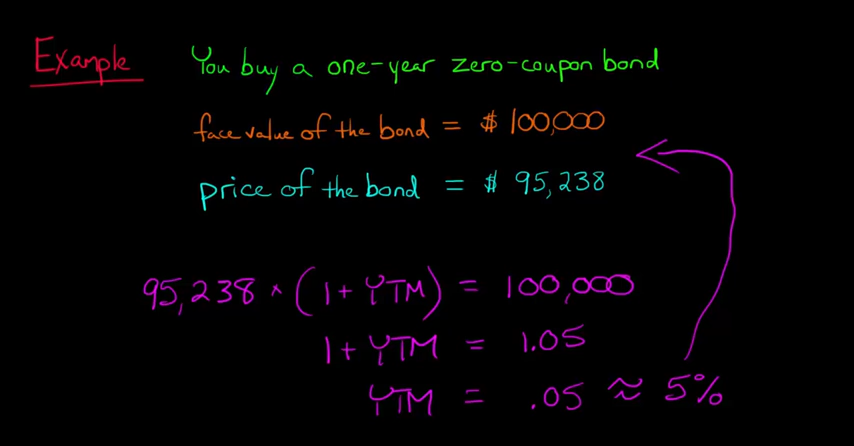 Example You buy a one-year zero-coupon bond
face value of the bond = $ 100,000
price of the bond = $ 95,238
95,238 × (1 + YTM) = 100,000
1 + YTM = 1.05
YTM = .05 ≈ 5%